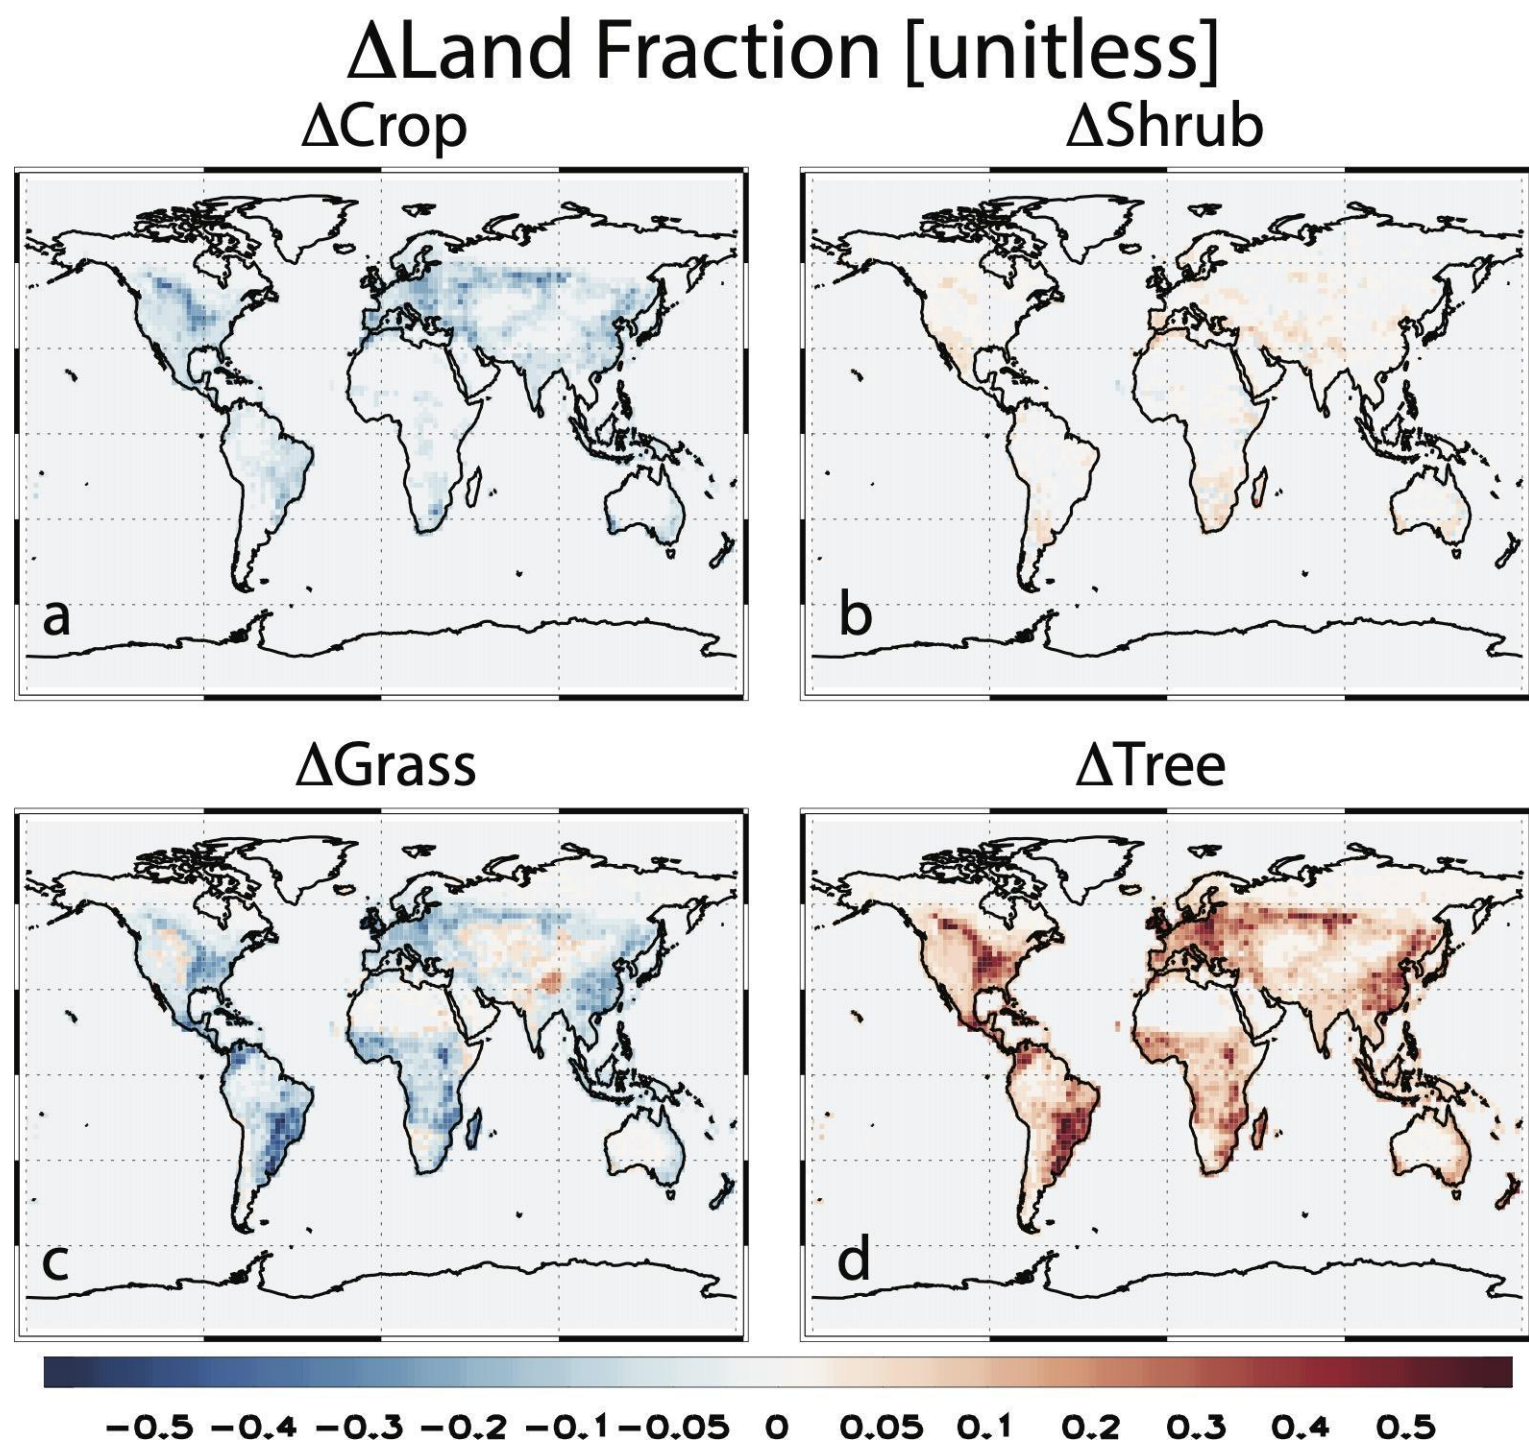 ΔLand Fraction [unitless]
ΔCrop ΔShrub
a b
ΔGrass ΔTree
c d
−0.5 −0.4 −0.3 −0.2 −0.1 −0.05 0 0.05 0.1 0.2 0.3 0.4 0.5